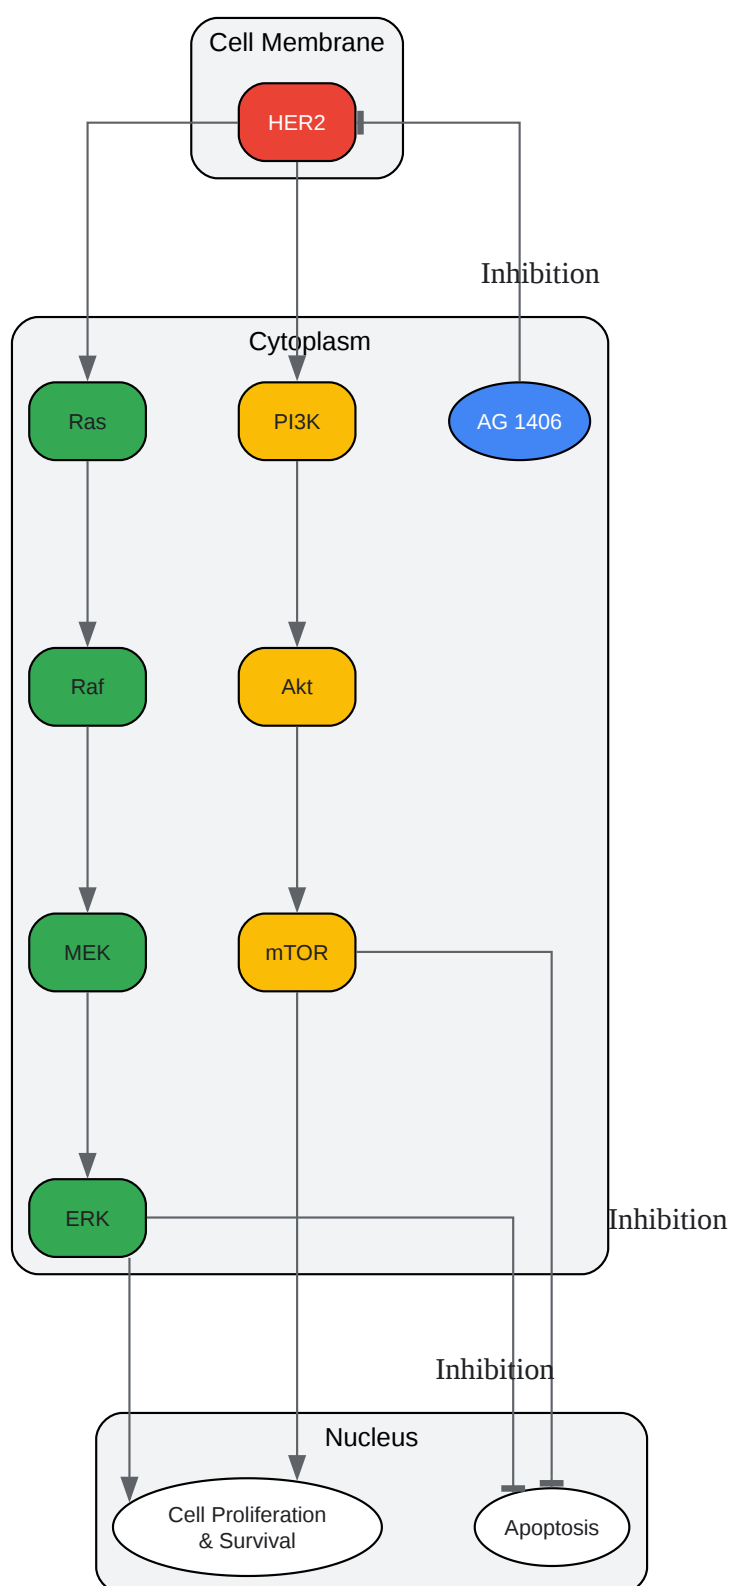 Cell Membrane
HER2
Inhibition
Cytoplasm
Ras
PI3K
AG 1406
Raf
Akt
MEK
mTOR
ERK
Inhibition
Inhibition
Nucleus
Cell Proliferation
& Survival
Apoptosis